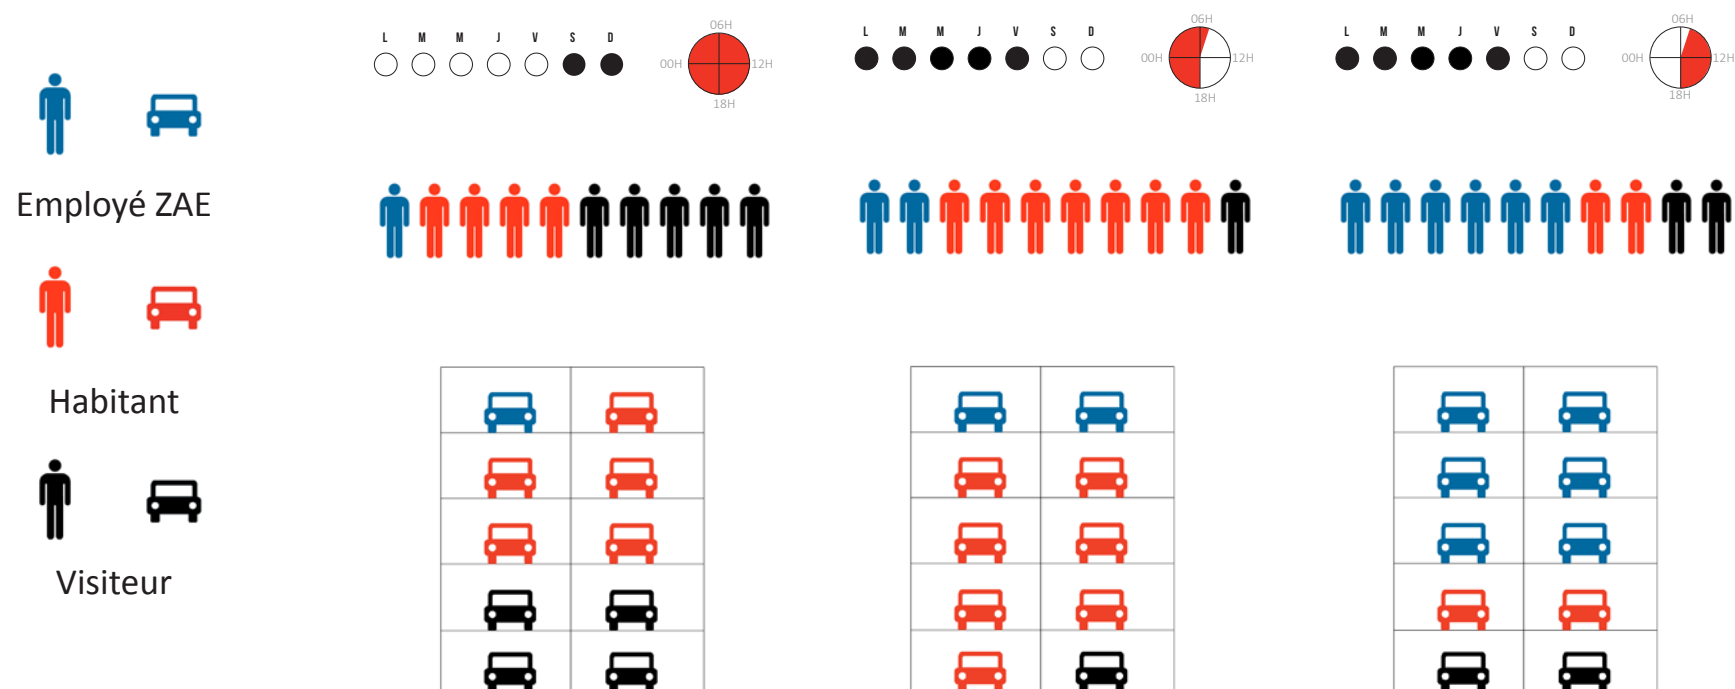 L M M J V S D
06H
00H
12H
18H
L M M J V S D
06H
00H
12H
18H
L M M J V S D
06H
00H
12H
18H
Employé ZAE
Habitant
Visiteur